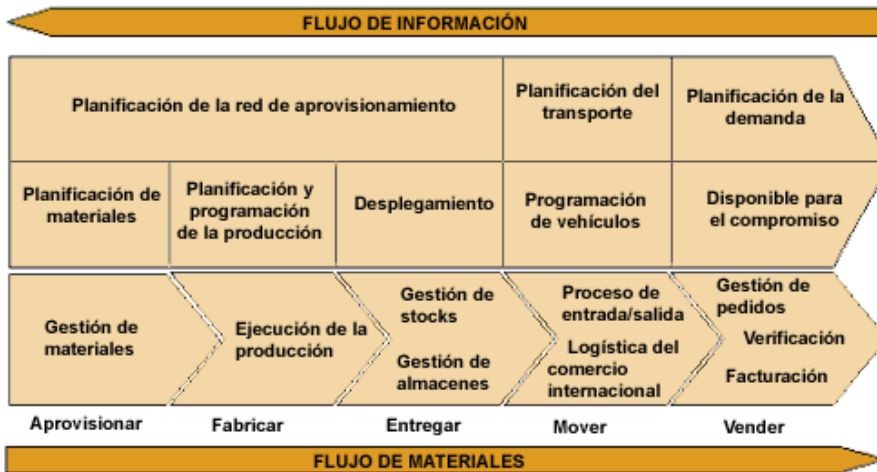 FLUJO DE INFORMACIÓN
Planificación de la red de aprovisionamiento
Planificación del
transporte
Planificación de la
demanda
Planificación de
materiales
Planificación y
programación
de la producción
Desplegamiento
Programación
de vehículos
Disponible para
el compromiso
Gestión de
materiales
Ejecución de la
producción
Gestión de
stocks
Gestión de
almacenes
Proceso de
entrada/salida
Logística del
comercio
internacional
Gestión de
pedidos
Verificación
Facturación
Aprovisionar
Fabricar
Entregar
Mover
Vender
FLUJO DE MATERIALES